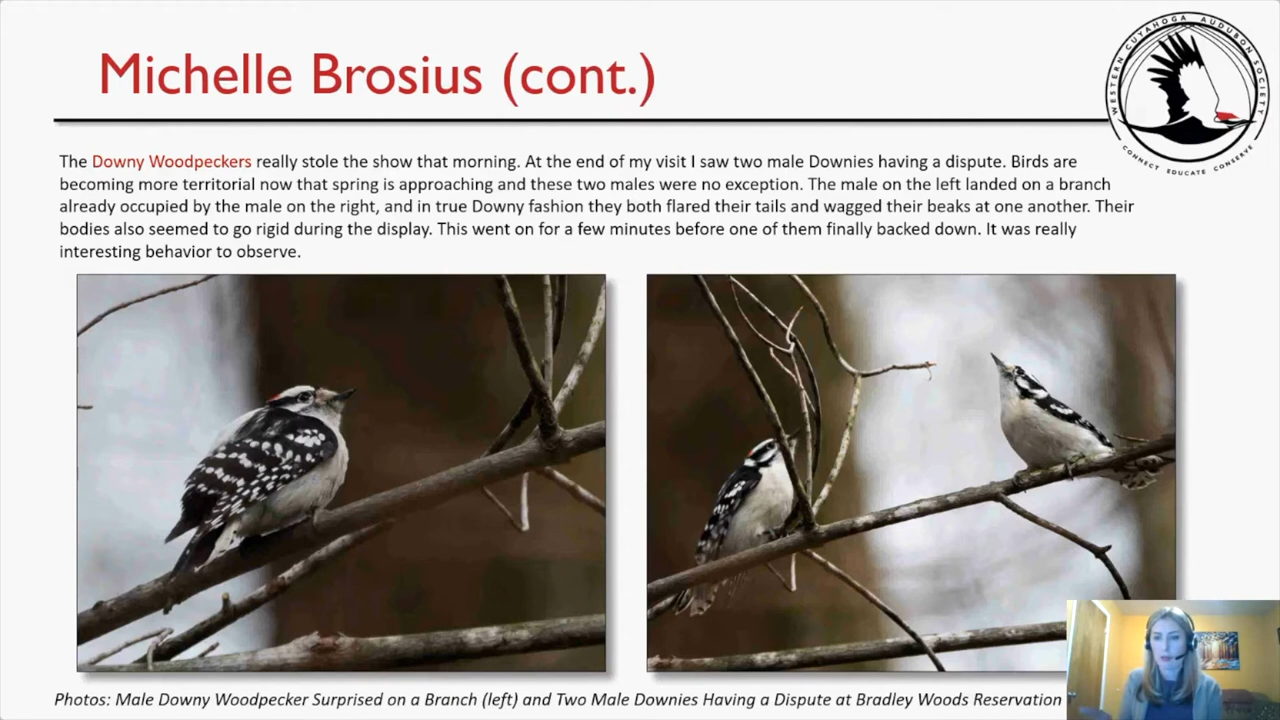 Michelle Brosius (cont.)
WESTERN CUYAHOGA AUDUBON SOCIETY
CONNECT EDUCATE CONSERVE
The Downy Woodpeckers really stole the show that morning. At the end of my visit I saw two male Downies having a dispute. Birds are
becoming more territorial now that spring is approaching and these two males were no exception. The male on the left landed on a branch
already occupied by the male on the right, and in true Downy fashion they both flared their tails and wagged their beaks at one another. Their
bodies also seemed to go rigid during the display. This went on for a few minutes before one of them finally backed down. It was really
interesting behavior to observe.
Photos: Male Downy Woodpecker Surprised on a Branch (left) and Two Male Downies Having a Dispute at Bradley Woods Reservation